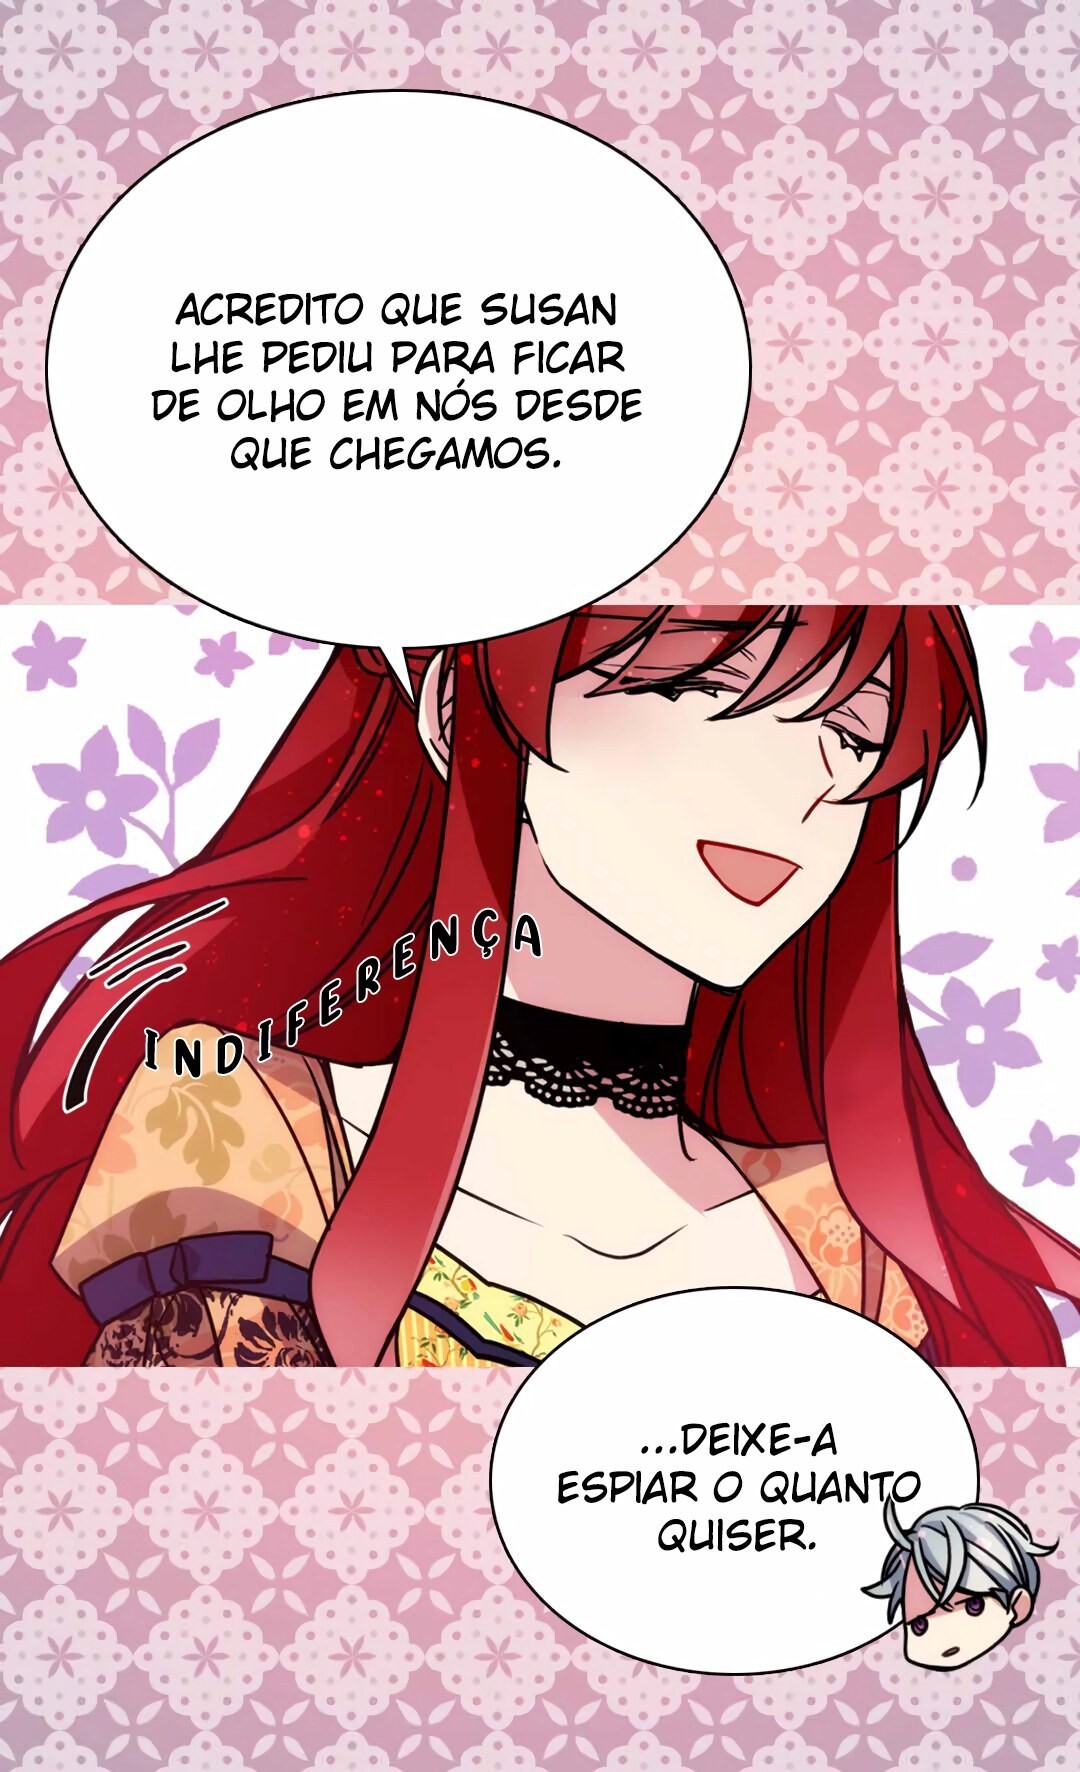 ACREDITO QUE SUSAN
LHE PEDIU PARA FICAR
DE OLHO EM NÓS DESDE
QUE CHEGAMOS.
INDIFERENÇA
...DEIXE-A
ESPIAR O QUANTO
QUISER.